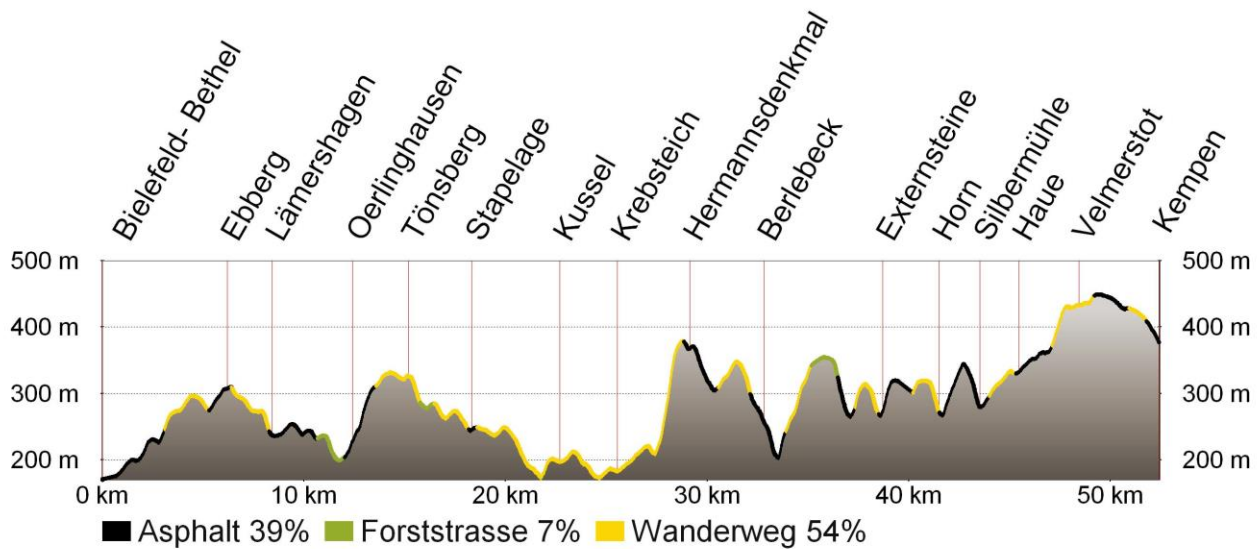 Bielefeld- Bethel
Ebberg
Lämershagen
Oerlinghausen
Tönsberg
Stapelage
Kussel
Krebsteich
Hermannsdenkmal
Berlebeck
Externsteine
Horn
Silbermühle
Haue
Velmerstot
Kempen
500 m 500 m
400 m 400 m
300 m 300 m
200 m 200 m
0 km 10 km 20 km 30 km 40 km 50 km
Asphalt 39% Forststrasse 7% Wanderweg 54%